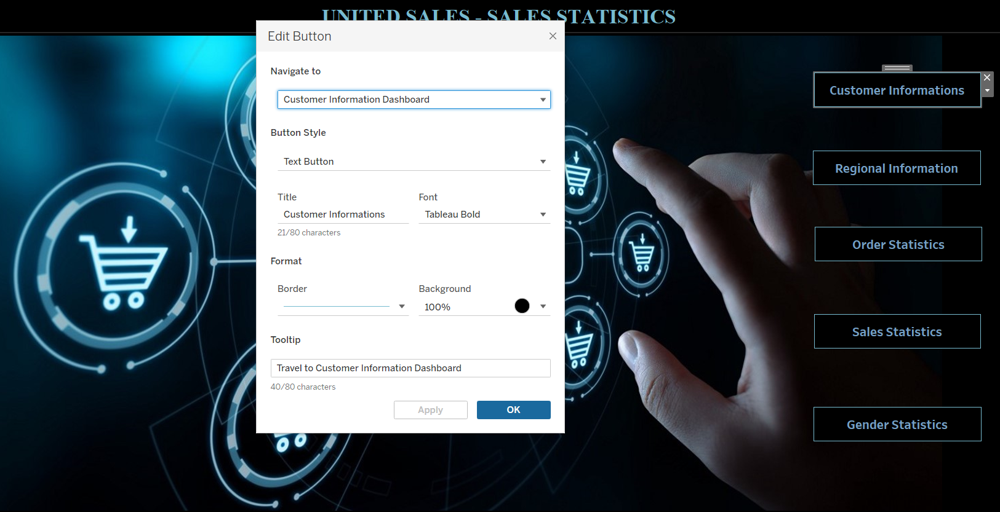 UNITED SALES - SALES STATISTICS
Edit Button
Navigate to
Customer Information Dashboard
Button Style
Text Button
Title
Font
Customer Informations
Tableau Bold
21/80 characters
Format
Border
Background
100%
Tooltip
Travel to Customer Information Dashboard
40/80 characters
Apply
OK
Customer Informations
Regional Information
Order Statistics
Sales Statistics
Gender Statistics